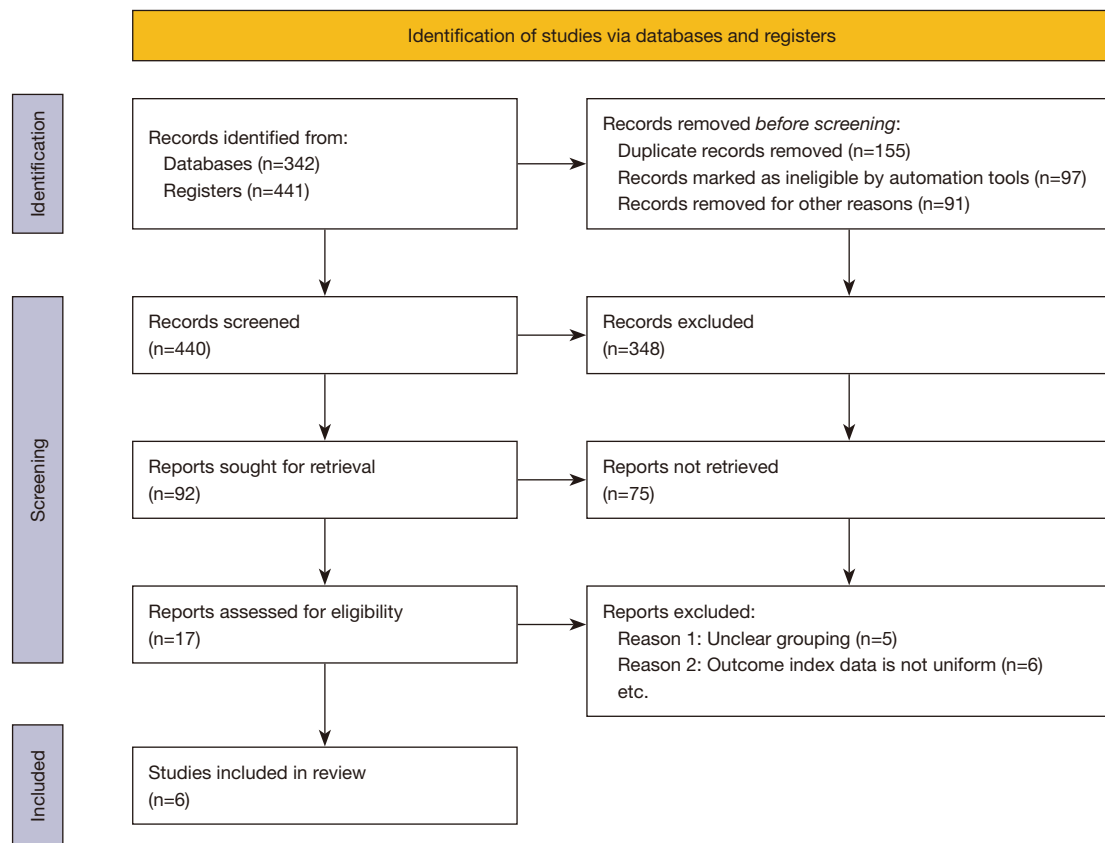 Identification of studies via databases and registers
Identification
Records identified from:
Databases (n=342)
Registers (n=441)
Records removed before screening:
Duplicate records removed (n=155)
Records marked as ineligible by automation tools (n=97)
Records removed for other reasons (n=91)
Screening
Records screened
(n=440)
Records excluded
(n=348)
Reports sought for retrieval
(n=92)
Reports not retrieved
(n=75)
Reports assessed for eligibility
(n=17)
Reports excluded:
Reason 1: Unclear grouping (n=5)
Reason 2: Outcome index data is not uniform (n=6)
etc.
Included
Studies included in review
(n=6)